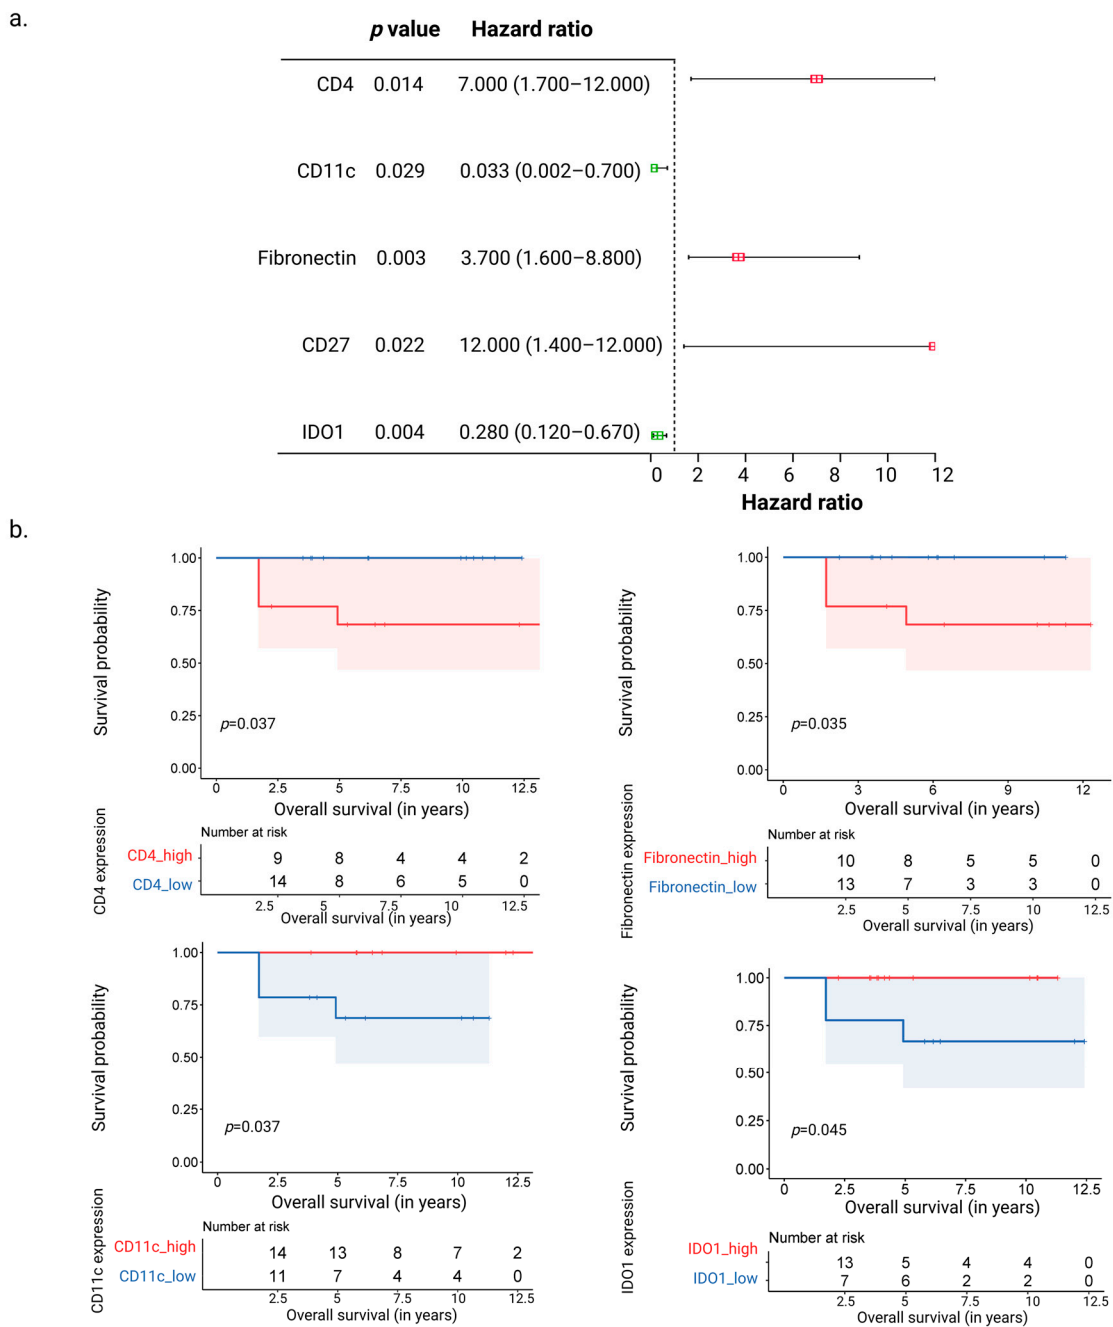 a.
p value Hazard ratio
CD4 0.014 7.000 (1.700–12.000)
CD11c 0.029 0.033 (0.002–0.700)
Fibronectin 0.003 3.700 (1.600–8.800)
CD27 0.022 12.000 (1.400–12.000)
IDO1 0.004 0.280 (0.120–0.670)
0 2 4 6 8 10 12
Hazard ratio
b.
Survival probability
1.00
0.75
0.50
0.25
0.00
p=0.037
0 2.5 5 7.5 10 12.5
Overall survival (in years)
CD4 expression
Number at risk
CD4_high 9 8 4 4 2
CD4_low 14 8 6 5 0
2.5 5 7.5 10 12.5
Overall survival (in years)
Survival probability
1.00
0.75
0.50
0.25
0.00
p=0.035
0 3 6 9 12
Overall survival (in years)
Fibronectin expression
Number at risk
Fibronectin_high 10 8 5 5 0
Fibronectin_low 13 7 3 3 0
2.5 5 7.5 10 12.5
Overall survival (in years)
Survival probability
1.00
0.75
0.50
0.25
0.00
p=0.037
0 2.5 5 7.5 10 12.5
Overall survival (in years)
CD11c expression
Number at risk
CD11c_high 14 13 8 7 2
CD11c_low 11 7 4 4 0
2.5 5 7.5 10 12.5
Overall survival (in years)
Survival probability
1.00
0.75
0.50
0.25
0.00
p=0.045
0 2.5 5 7.5 10 12.5
Overall survival (in years)
IDO1 expression
Number at risk
IDO1_high 13 5 4 4 0
IDO1_low 7 6 2 2 0
2.5 5 7.5 10 12.5
Overall survival (in years)